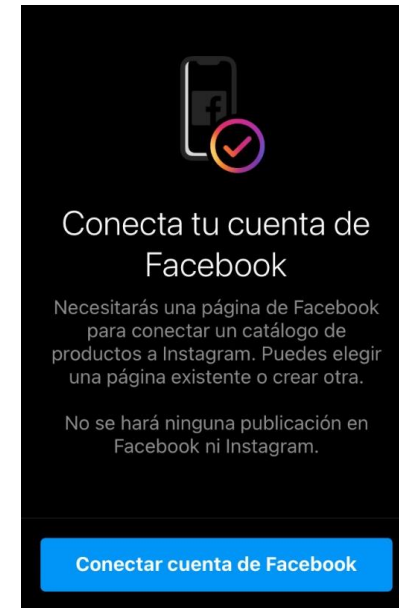 Conecta tu cuenta de
Facebook
Necesitarás una página de Facebook
para conectar un catálogo de
productos a Instagram. Puedes elegir
una página existente o crear otra.
No se hará ninguna publicación en
Facebook ni Instagram.
Conectar cuenta de Facebook